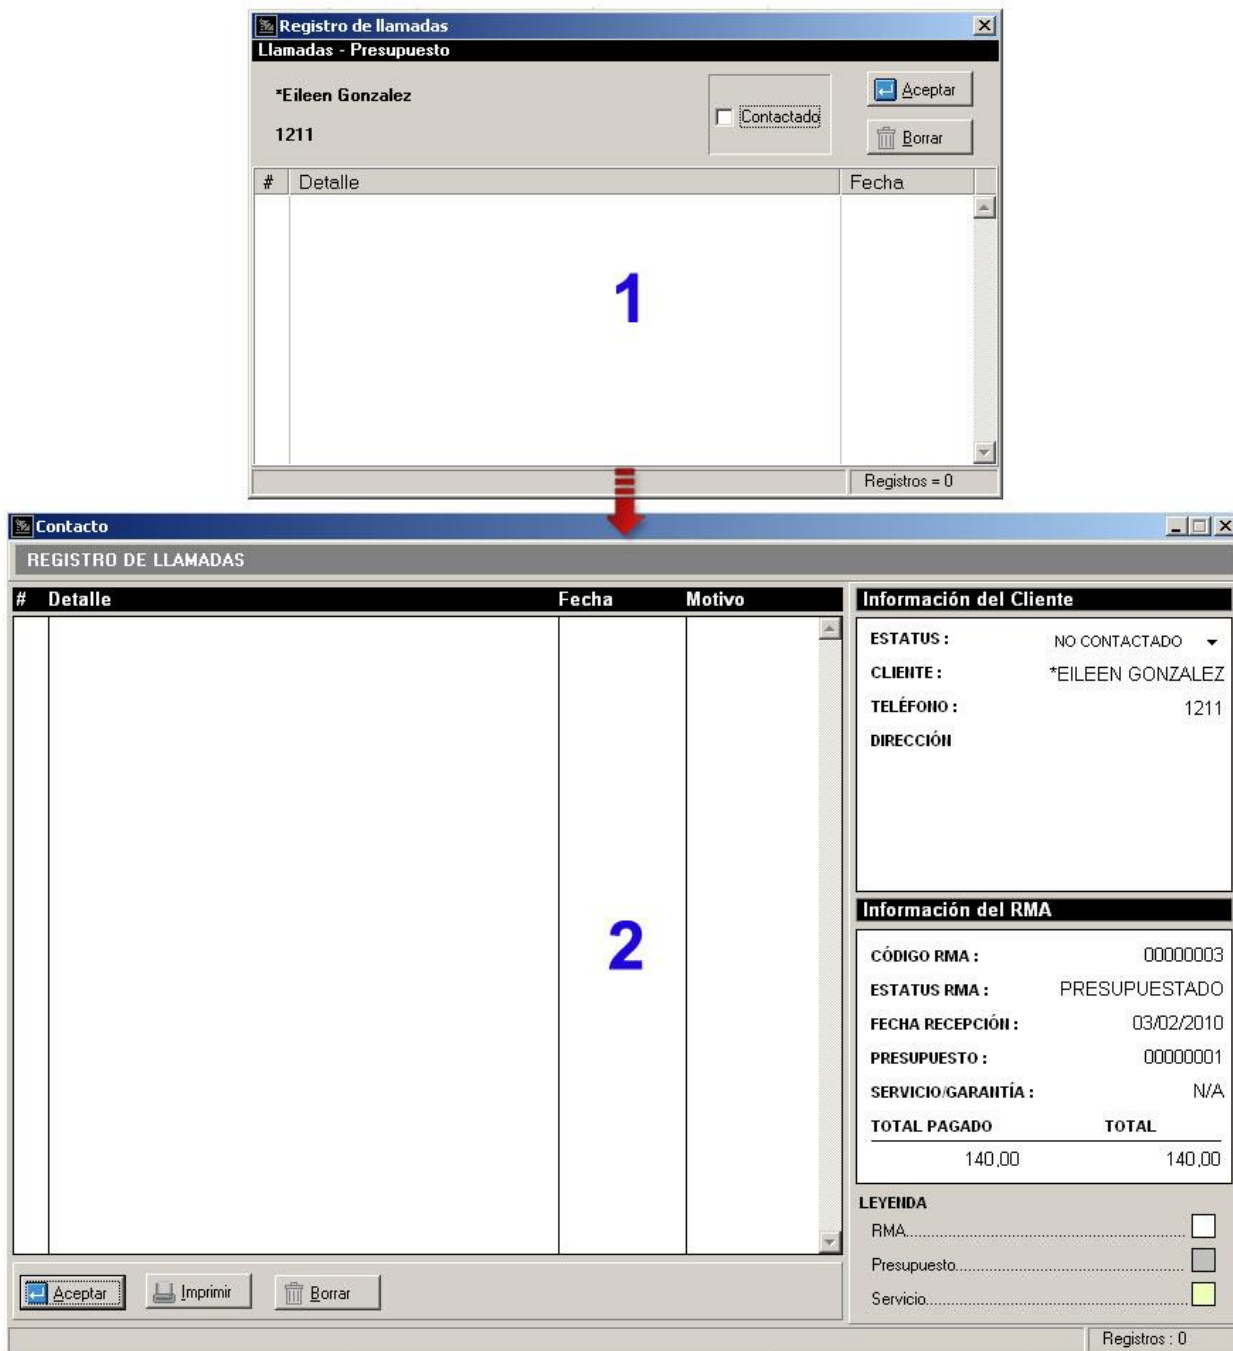 Registro de llamadas
Llamadas - Presupuesto
*Eileen Gonzalez
1211
Contactado
Aceptar
Borrar
# Detalle Fecha
1
Registros = 0
Contacto
REGISTRO DE LLAMADAS
# Detalle Fecha Motivo
2
Aceptar Imprimir Borrar
Información del Cliente
ESTATUS : NO CONTACTADO
CLIENTE : *EILEEN GONZALEZ
TELÉFONO : 1211
DIRECCIÓN
Información del RMA
CÓDIGO RMA : 00000003
ESTATUS RMA : PRESUPUESTADO
FECHA RECEPCIÓN : 03/02/2010
PRESUPUESTO : 00000001
SERVICIO/GARANTÍA : N/A
TOTAL PAGADO TOTAL
140,00 140,00
LEYENDA
RMA
Presupuesto
Servicio
Registros : 0